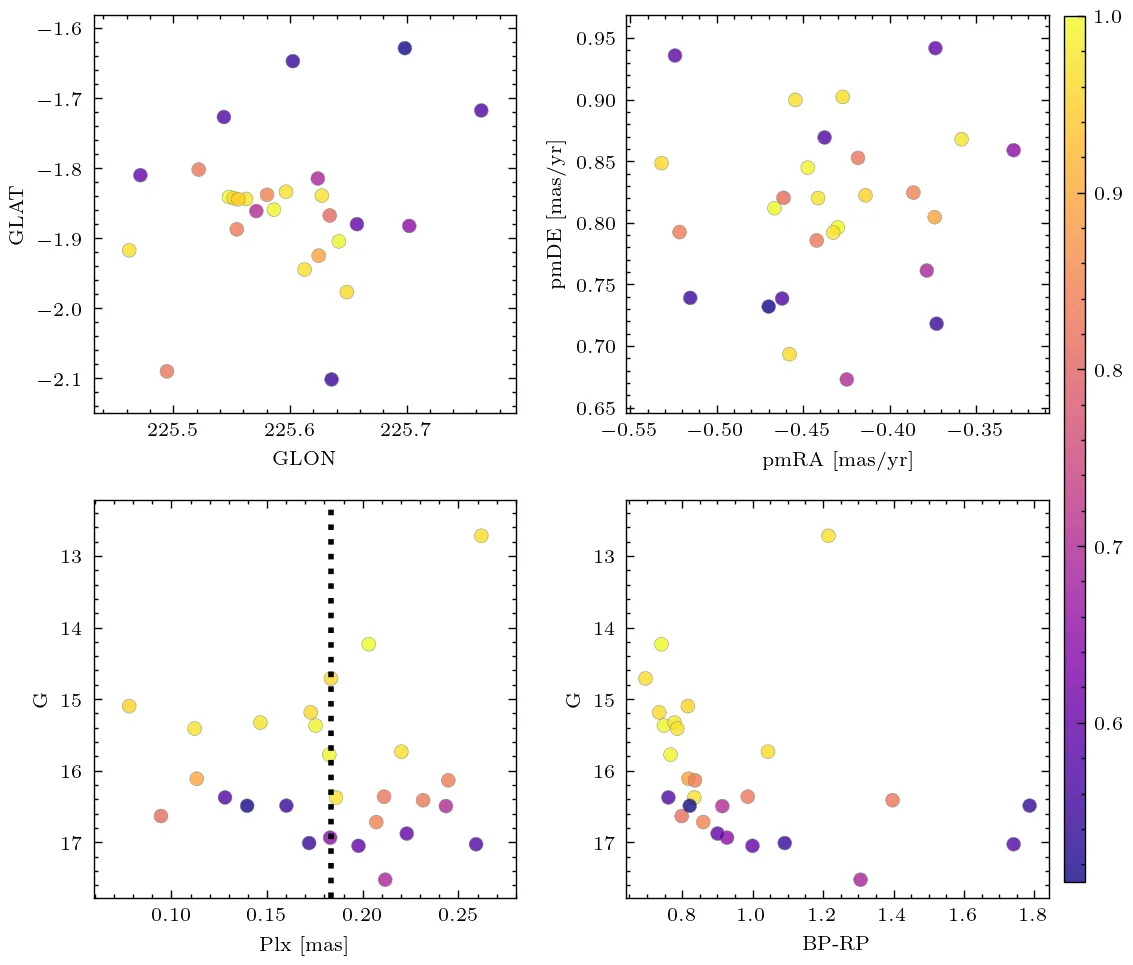 −1.6
−1.7
−1.8
−1.9
−2.0
−2.1
GLAT
225.5 225.6 225.7
GLON
0.95
0.90
0.85
0.80
0.75
0.70
0.65
pmDE [mas/yr]
−0.55 −0.50 −0.45 −0.40 −0.35
pmRA [mas/yr]
13
14
15
16
17
G
0.10 0.15 0.20 0.25
Plx [mas]
13
14
15
16
17
G
0.8 1.0 1.2 1.4 1.6 1.8
BP-RP
1.0
0.9
0.8
0.7
0.6